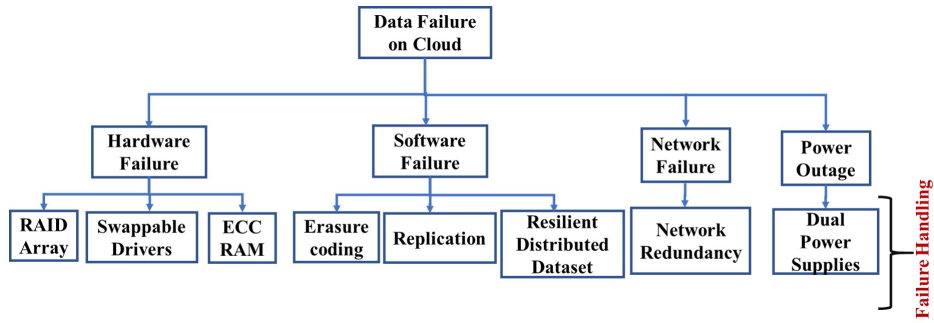 Data Failure
on Cloud
Hardware
Failure
Software
Failure
Network
Failure
Power
Outage
RAID
Array
Swappable
Drivers
ECC
RAM
Erasure
coding
Replication
Resilient
Distributed
Dataset
Network
Redundancy
Dual
Power
Supplies
Failure Handling